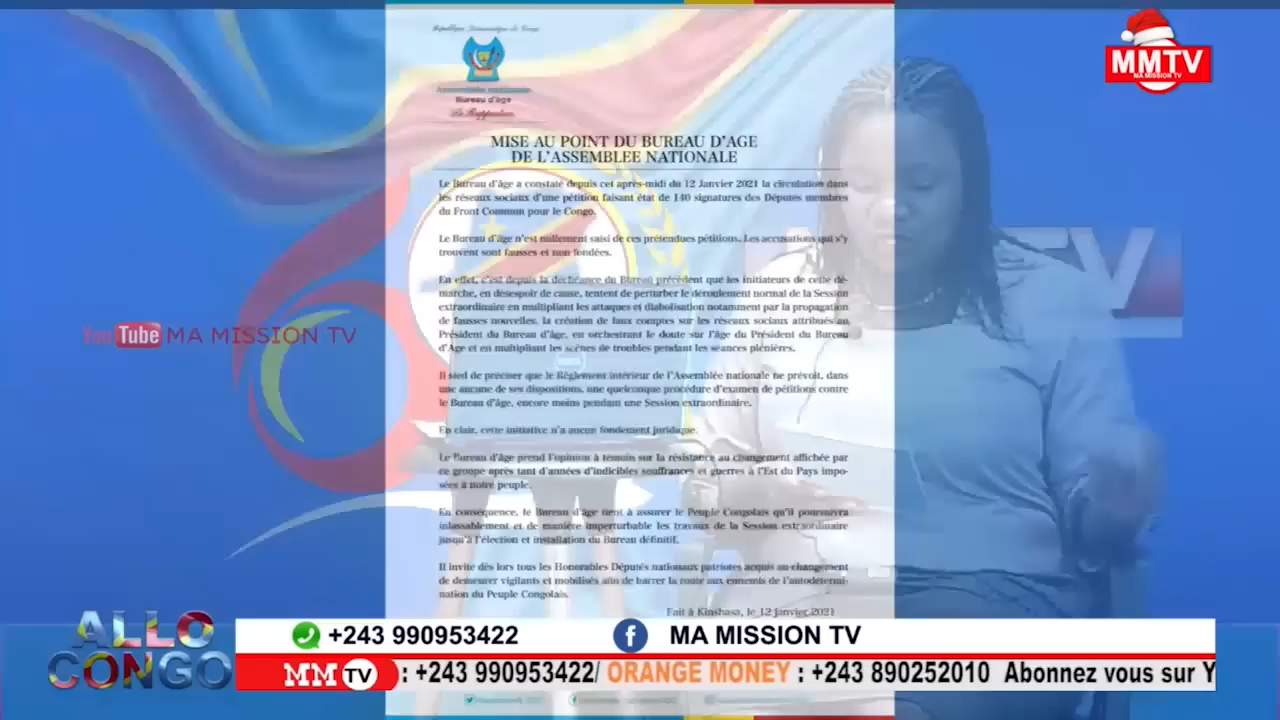 République Démocratique du Congo
MMTV
MA MISSION TV
Assemblée nationale
Bureau d'âge
Le Rapporteur
MISE AU POINT DU BUREAU D'AGE
DE L'ASSEMBLEE NATIONALE
Le Bureau d'âge a constaté depuis cet après-midi du 12 Janvier 2021 la circulation dans
les réseaux sociaux d'une pétition faisant état de 140 signatures des Députes membres
du Front Commun pour le Congo.
Le Bureau d'âge n'est nullement saisi de ces prétendues pétitions. Les accusations qui s'y
trouvent sont fausses et non fondées.
En effet, c'est depuis la déchéance du Bureau précédent que les initiateurs de cette dé-
marche, en désespoir de cause, tentent de perturber le déroulement normal de la Session
extraordinaire en multipliant les attaques et diabolisation notamment par la propagation
de fausses nouvelles, la création de faux comptes sur les réseaux sociaux attribués au
Président du Bureau d'âge, en orchestrant le doute sur l'âge du Président du Bureau
d'Age et en multipliant les scènes de troubles pendant les séances plénières.
YouTube MA MISSION TV
TV
Il sied de préciser que le Règlement intérieur de l'Assemblée nationale ne prévoit, dans
une aucune de ses dispositions, une quelconque procédure d'examen de pétitions contre
le Bureau d'âge, encore moins pendant une Session extraordinaire.
En clair, cette initiative n'a aucun fondement juridique.
Le Bureau d'âge prend l'opinion à témoin sur la résistance au changement affichée par
ce groupe après tant d'années d'indicibles souffrances et guerres à l'Est du Pays impo-
sées à notre peuple.
En conséquence, le Bureau d'âge tient à assurer le Peuple Congolais qu'il poursuivra
inlassablement et de manière imperturbable les travaux de la Session extraordinaire
jusqu'à l'élection et installation du Bureau définitif.
Il invite dès lors tous les Honorables Députés nationaux patriotes acquis au changement
de demeurer vigilants et mobilisés afin de barrer la route aux ennemis de l'autodétermi-
nation du Peuple Congolais.
Fait à Kinshasa, le 12 janvier 2021
ALLO
CONGO
+243 990953422 MA MISSION TV
MMTV : +243 990953422/ ORANGE MONEY : +243 890252010 Abonnez vous sur Y